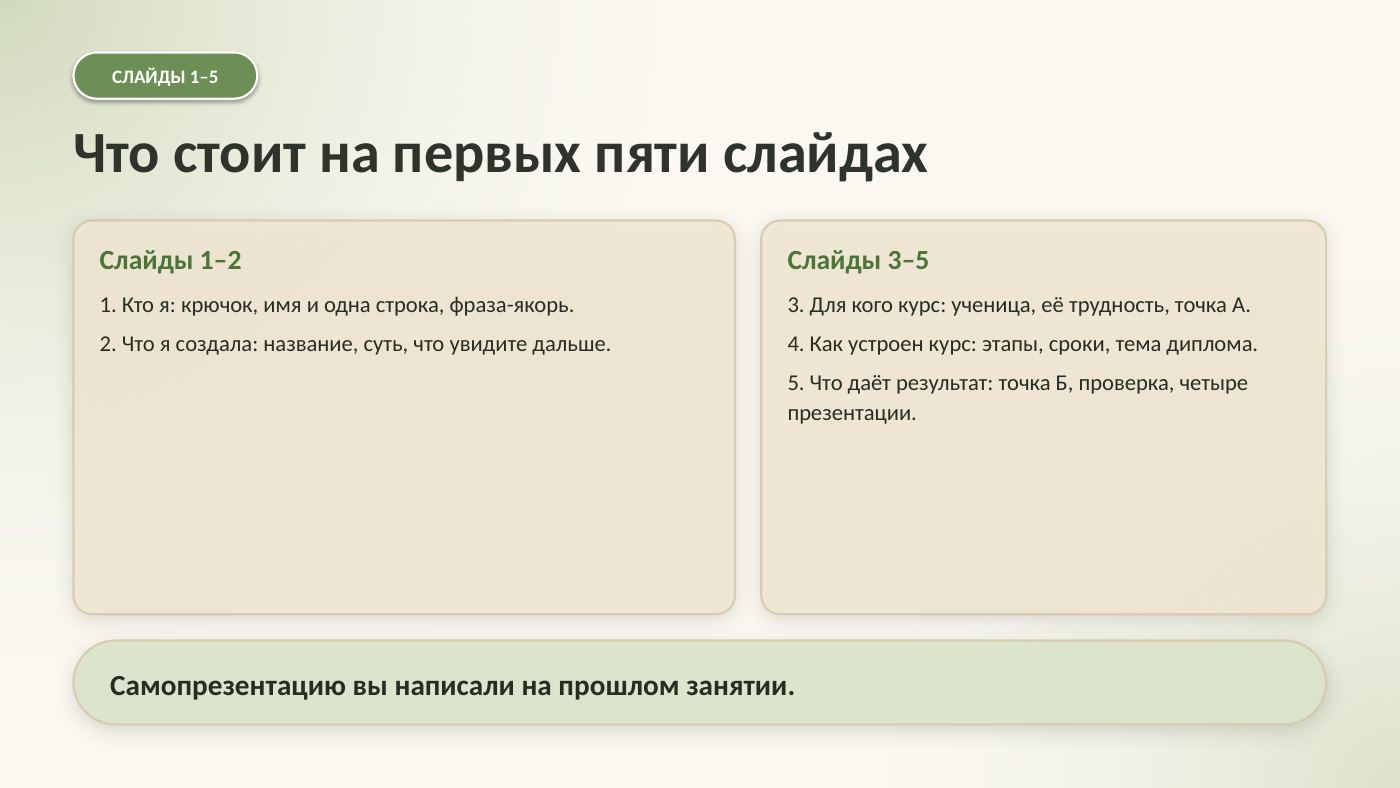 СЛАЙДЫ 1–5
Что стоит на первых пяти слайдах
Слайды 1–2
1. Кто я: крючок, имя и одна строка, фраза-якорь.
2. Что я создала: название, суть, что увидите дальше.
Слайды 3–5
3. Для кого курс: ученица, её трудность, точка А.
4. Как устроен курс: этапы, сроки, тема диплома.
5. Что даёт результат: точка Б, проверка, четыре
презентации.
Самопрезентацию вы написали на прошлом занятии.